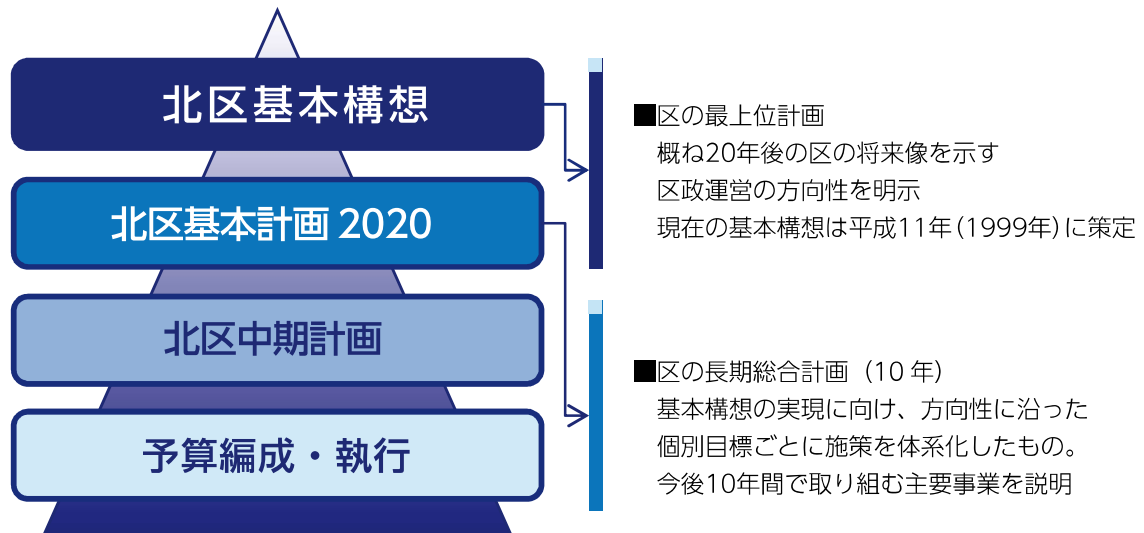 北区基本構想
北区基本計画 2020
北区中期計画
予算編成・執行
■区の最上位計画
概ね20年後の区の将来像を示す
区政運営の方向性を明示
現在の基本構想は平成11年(1999年)に策定
■区の長期総合計画（10 年）
基本構想の実現に向け、方向性に沿った
個別目標ごとに施策を体系化したもの。
今後10年間で取り組む主要事業を説明